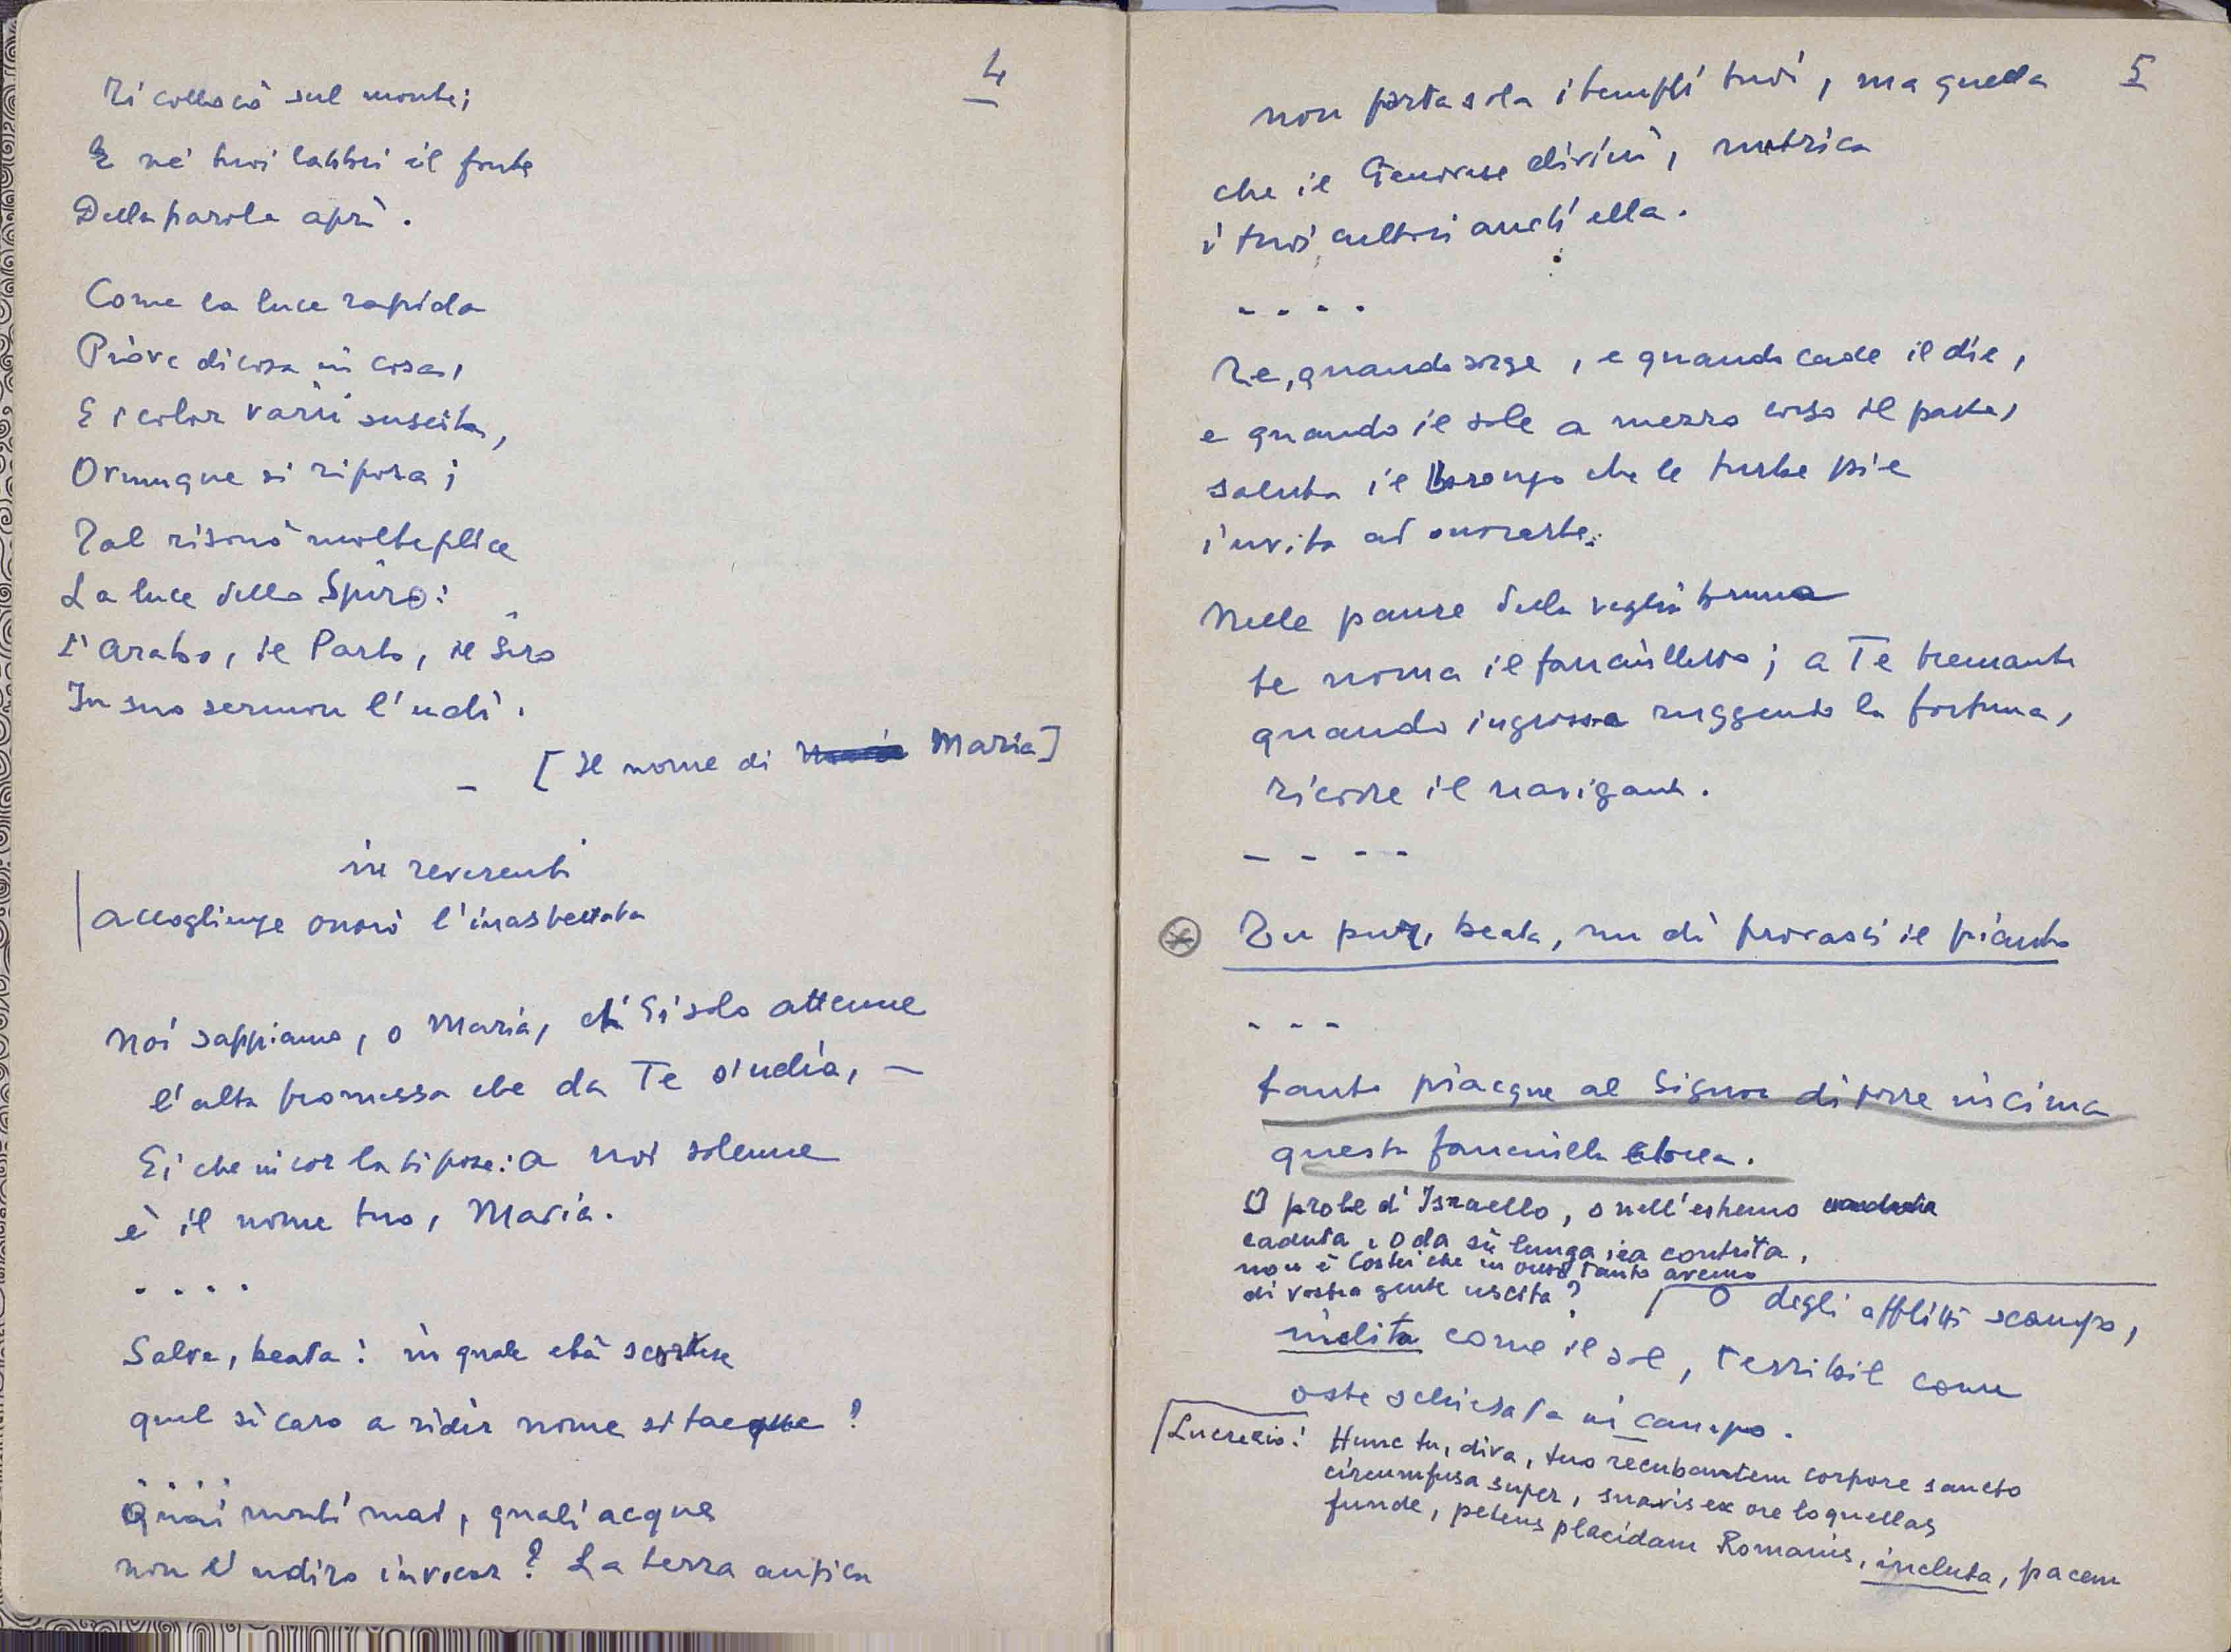 4
Ti collocò sul monte;
E ne' tuoi labbri il fonte
Della parola aprì.
Come la luce rapida
Piove di cosa in cosa,
E i color varii suscita,
Ovunque si riposa;
Tal risonò molteplice
La luce dello Spiro:
L'Arabo, il Parto, il Siro
In suo sermon l'udì.
- [Il nome di Maria]
in reverenti
accoglienze onorò l'inaspettata
Noi sappiamo, o Maria, ch'Ei solo attenne
l'alta promessa che da Te s'udìa, -
Ei che in cor la ti pose: a noi solenne
è il nome tuo, Maria.
. . . .
Salve, beata: in quale età scortese
quel sì caro a ridir nome si tacque?
. . . .
Quai monti mai, quali acque
non l'udiro invocar? La terra antica
5
non porta sola i templi tuoi, ma quella
che il Genovese divinò, nutrica
i tuoi cultori anch'ella.
. . . .
Te, quando sorge, e quando cade il die,
e quando il sole a mezzo corso il parte,
saluta il bronzo che le turbe pie
invita ad onorarte.
Nelle paure della veglia bruna
te noma il fanciulletto; a Te tremante
quando ingrossa ruggendo la fortuna,
ricorre il navigante.
- - - -
Tu pur, beata, un dì provasti il pianto
- - -
tanto piacque al Signor di porre in cima
questa fanciulla ebrea.
O prole d'Israello, o nell'estremo
caduta, o da sì lunga ira contrita,
non è Costei che in onor tanto avemo
di vostra gente uscita?
O degli afflitti scampo,
inclita come il sol, terribil come
oste schierata in campo.
Lucrezio: Hunc tu, diva, tuo recubantem corpore sancto
circumfusa super, suavis ex ore loquellas
funde, petens placidam Romanis, incluta, pacem